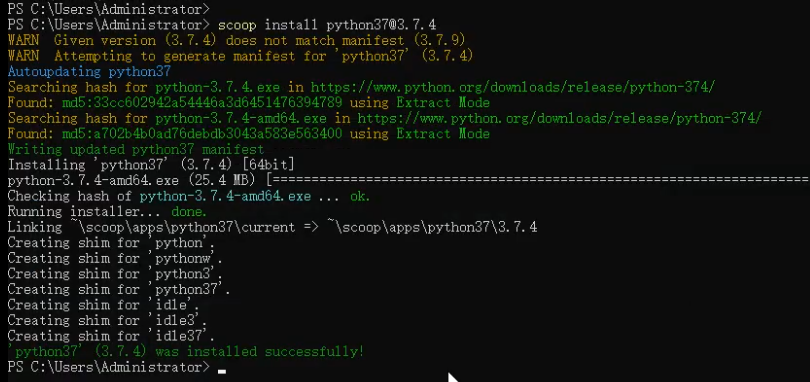 PS C:\Users\Administrator>
PS C:\Users\Administrator> scoop install python37@3.7.4
WARN  Given version (3.7.4) does not match manifest (3.7.9)
WARN  Attempting to generate manifest for 'python37' (3.7.4)
Autoupdating python37
Searching hash for python-3.7.4.exe in https://www.python.org/downloads/release/python-374/
Found: md5:33cc602942a54446a3d6451476394789 using Extract Mode
Searching hash for python-3.7.4-amd64.exe in https://www.python.org/downloads/release/python-374/
Found: md5:a702b4b0ad76debdb3043a583e563400 using Extract Mode
Writing updated python37 manifest
Installing 'python37' (3.7.4) [64bit]
python-3.7.4-amd64.exe (25.4 MB) [====================================================================
Checking hash of python-3.7.4-amd64.exe ... ok.
Running installer... done.
Linking ~\scoop\apps\python37\current => ~\scoop\apps\python37\3.7.4
Creating shim for 'python'.
Creating shim for 'pythonw'.
Creating shim for 'python3'.
Creating shim for 'python37'.
Creating shim for 'idle'.
Creating shim for 'idle3'.
Creating shim for 'idle37'.
'python37' (3.7.4) was installed successfully!
PS C:\Users\Administrator>